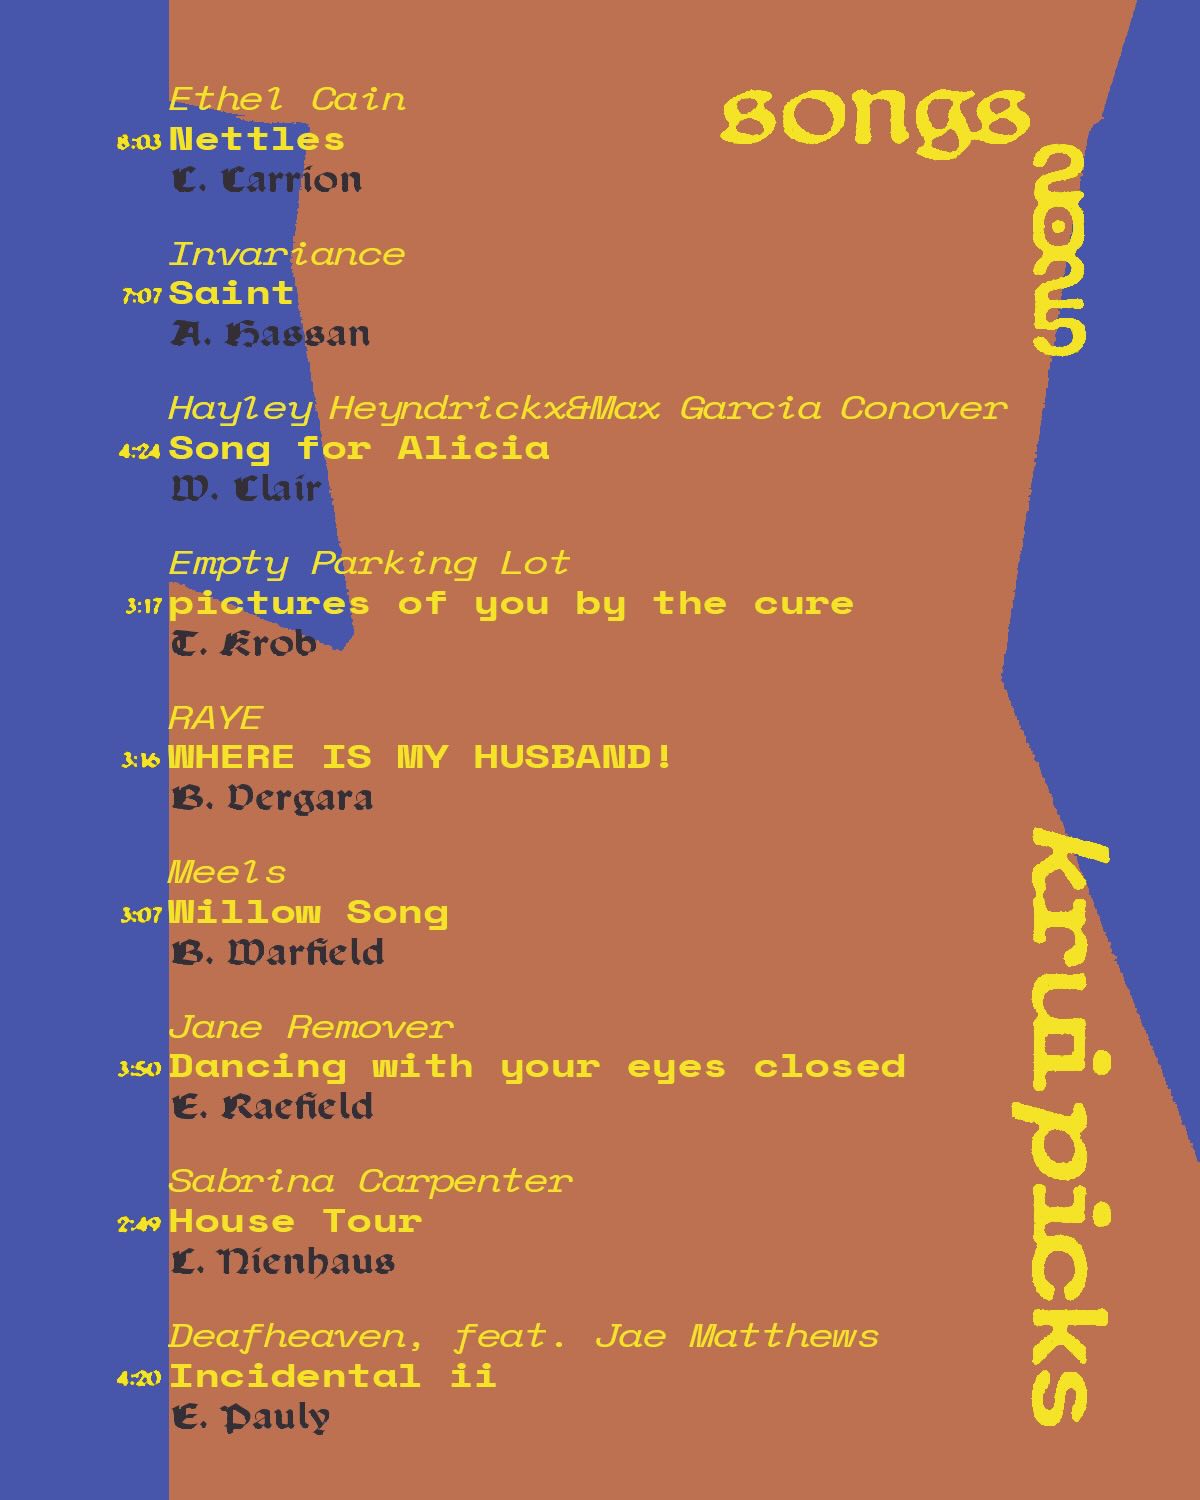 songs
2025
Ethel Cain
8:03 Nettles
C. Carrion
Invariance
7:07 Saint
A. Hassan
Hayley Heyndrickx&Max Garcia Conover
4:24 Song for Alicia
W. Clair
Empty Parking Lot
3:17 pictures of you by the cure
T. Krob
RAYE
3:16 WHERE IS MY HUSBAND!
B. Vergara
Meels
3:07 Willow Song
B. Warfield
Jane Remover
3:50 Dancing with your eyes closed
E. Raefield
Sabrina Carpenter
2:49 House Tour
L. Nienhaus
Deafheaven, feat. Jae Matthews
4:20 Incidental ii
E. Pauly
krui picks